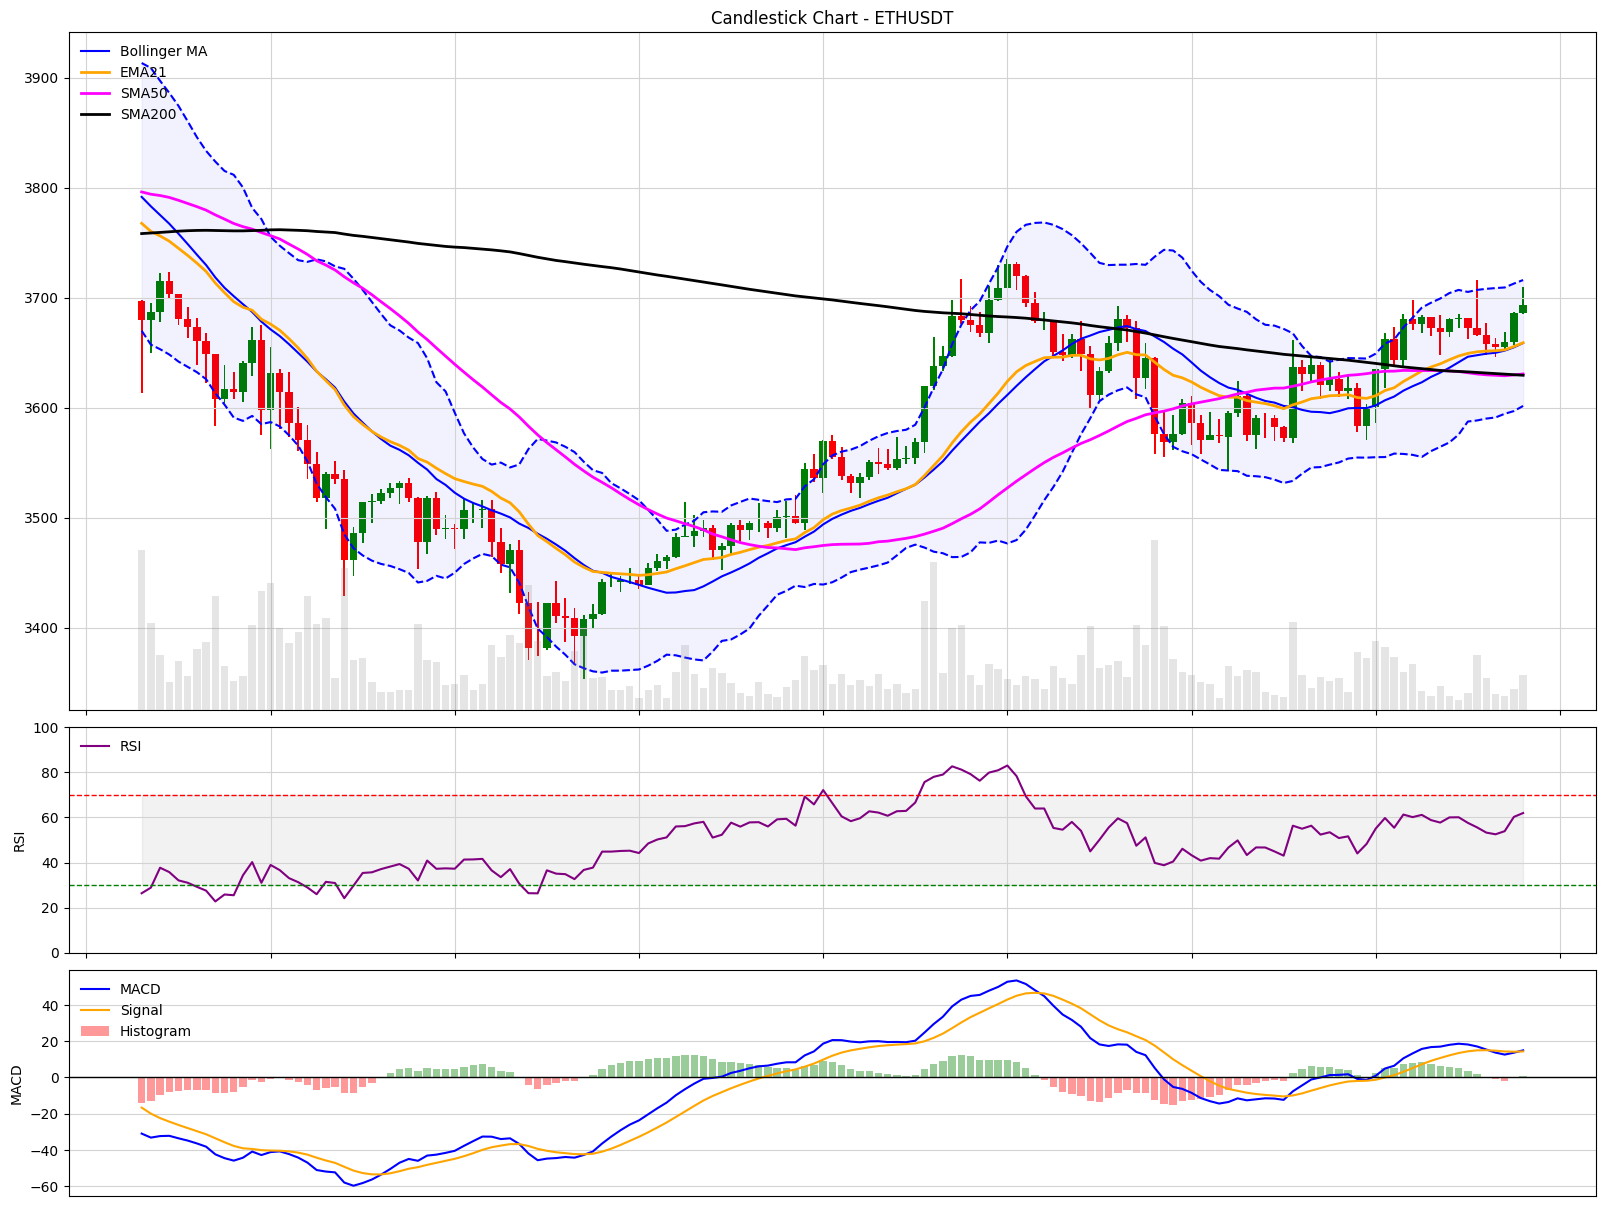 Candlestick Chart - ETHUSDT
Bollinger MA
EMA21
SMA50
SMA200
3900
3800
3700
3600
3500
3400
RSI
100
80
60
40
20
0
RSI
MACD
Signal
Histogram
40
20
0
−20
−40
−60
MACD